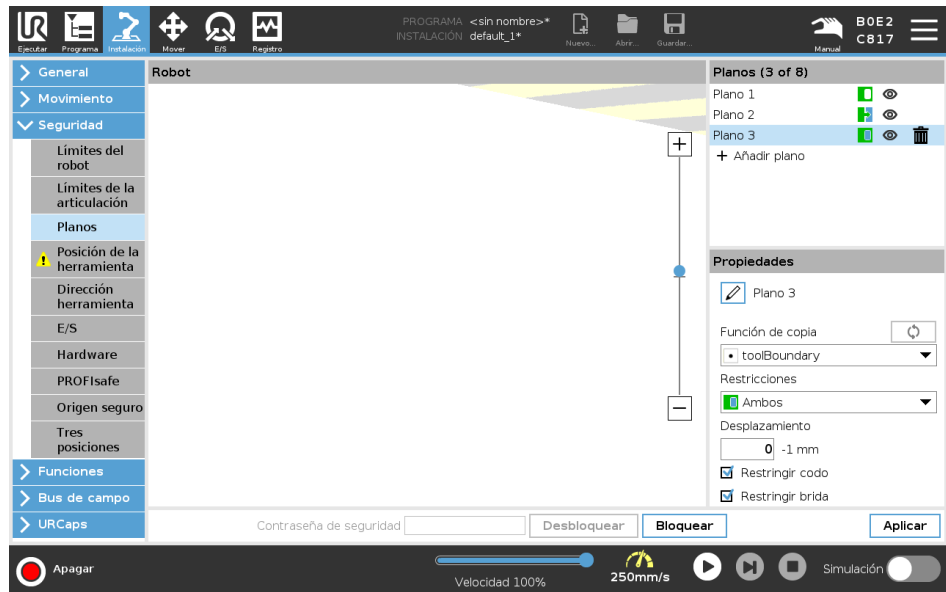 UR
Ejecutar
Programa
Instalación
Mover
E/S
Registro
PROGRAMA <sin nombre>*
INSTALACIÓN default_1*
Nuevo...
Abrir...
Guardar...
Manual
B0E2
C817
General
Movimiento
Seguridad
Límites del
robot
Límites de la
articulación
Planos
Posición de la
herramienta
Dirección
herramienta
E/S
Hardware
PROFIsafe
Origen seguro
Tres
posiciones
Funciones
Bus de campo
URCaps
Robot
Planos (3 of 8)
Plano 1
Plano 2
Plano 3
+ Añadir plano
Propiedades
Plano 3
Función de copia
toolBoundary
Restricciones
Ambos
Desplazamiento
0 -1 mm
Restringir codo
Restringir brida
Contraseña de seguridad
Desbloquear
Bloquear
Aplicar
Apagar
Velocidad 100%
250mm/s
Simulación